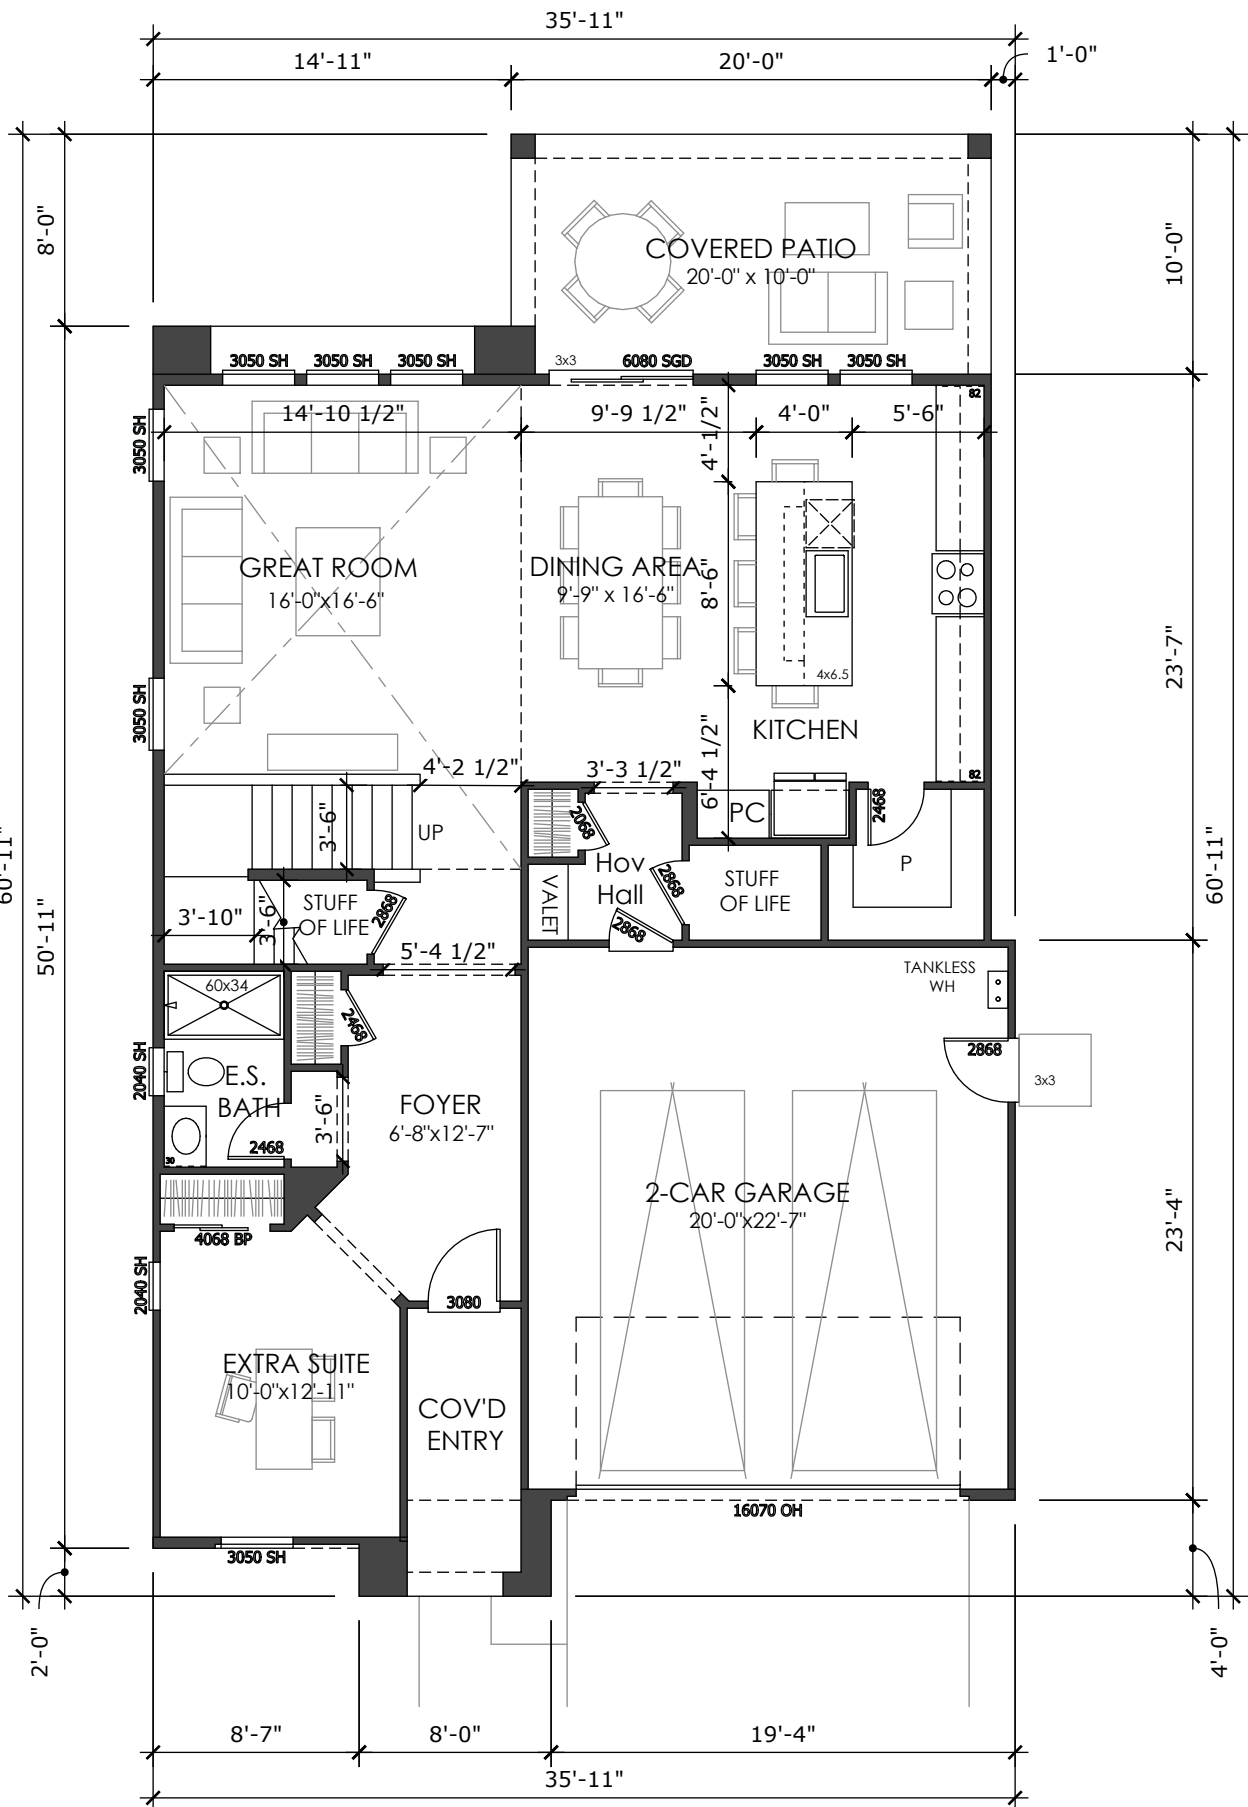 35'-11"
14'-11"
20'-0"
1'-0"
8'-0"
10'-0"
COVERED PATIO
20'-0" x 10'-0"
3050 SH
3050 SH
3050 SH
3x3
6080 SGD
3050 SH
3050 SH
82
3050 SH
14'-10 1/2"
9'-9 1/2"
4'-0"
5'-6"
4'-1/2"
GREAT ROOM
16'-0"x16'-6"
DINING AREA
9'-9" x 16'-6"
8'-6"
4x6.5
23'-7"
3050 SH
KITCHEN
6'-4 1/2"
4'-2 1/2"
3'-3 1/2"
82
3'-6"
UP
2068
PC
2468
P
60'-11"
50'-11"
60'-11"
Hov
Hall
VALET
2868
STUFF
OF LIFE
STUFF
OF LIFE
3'-10"
3'-6"
2868
2868
5'-4 1/2"
60x34
2468
TANKLESS
WH
2868
3x3
2040 SH
E.S.
BATH
2468
30
3'-6"
FOYER
6'-8"x12'-7"
2-CAR GARAGE
20'-0"x22'-7"
23'-4"
4068 BP
2040 SH
3080
EXTRA SUITE
10'-0"x12'-11"
COV'D
ENTRY
16070 OH
3050 SH
2'-0"
4'-0"
8'-7"
8'-0"
19'-4"
35'-11"